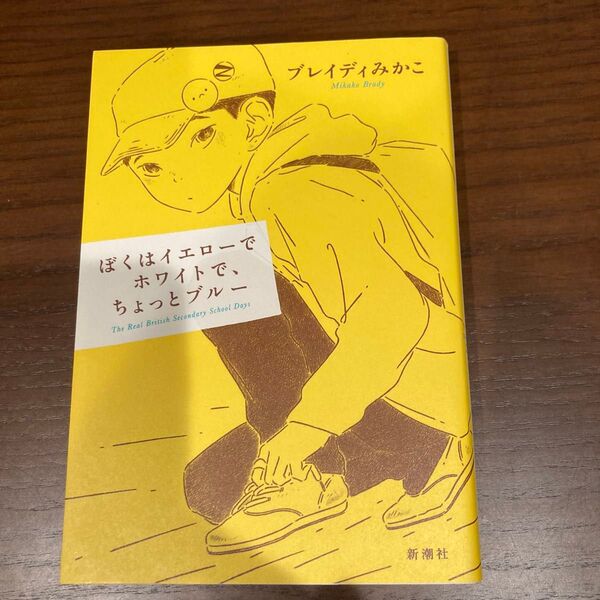 ブレイディみかこ
Mikako Brady
ぼくはイエローで
ホワイトで、
ちょっとブルー
The Real British Secondary School Days
新潮社